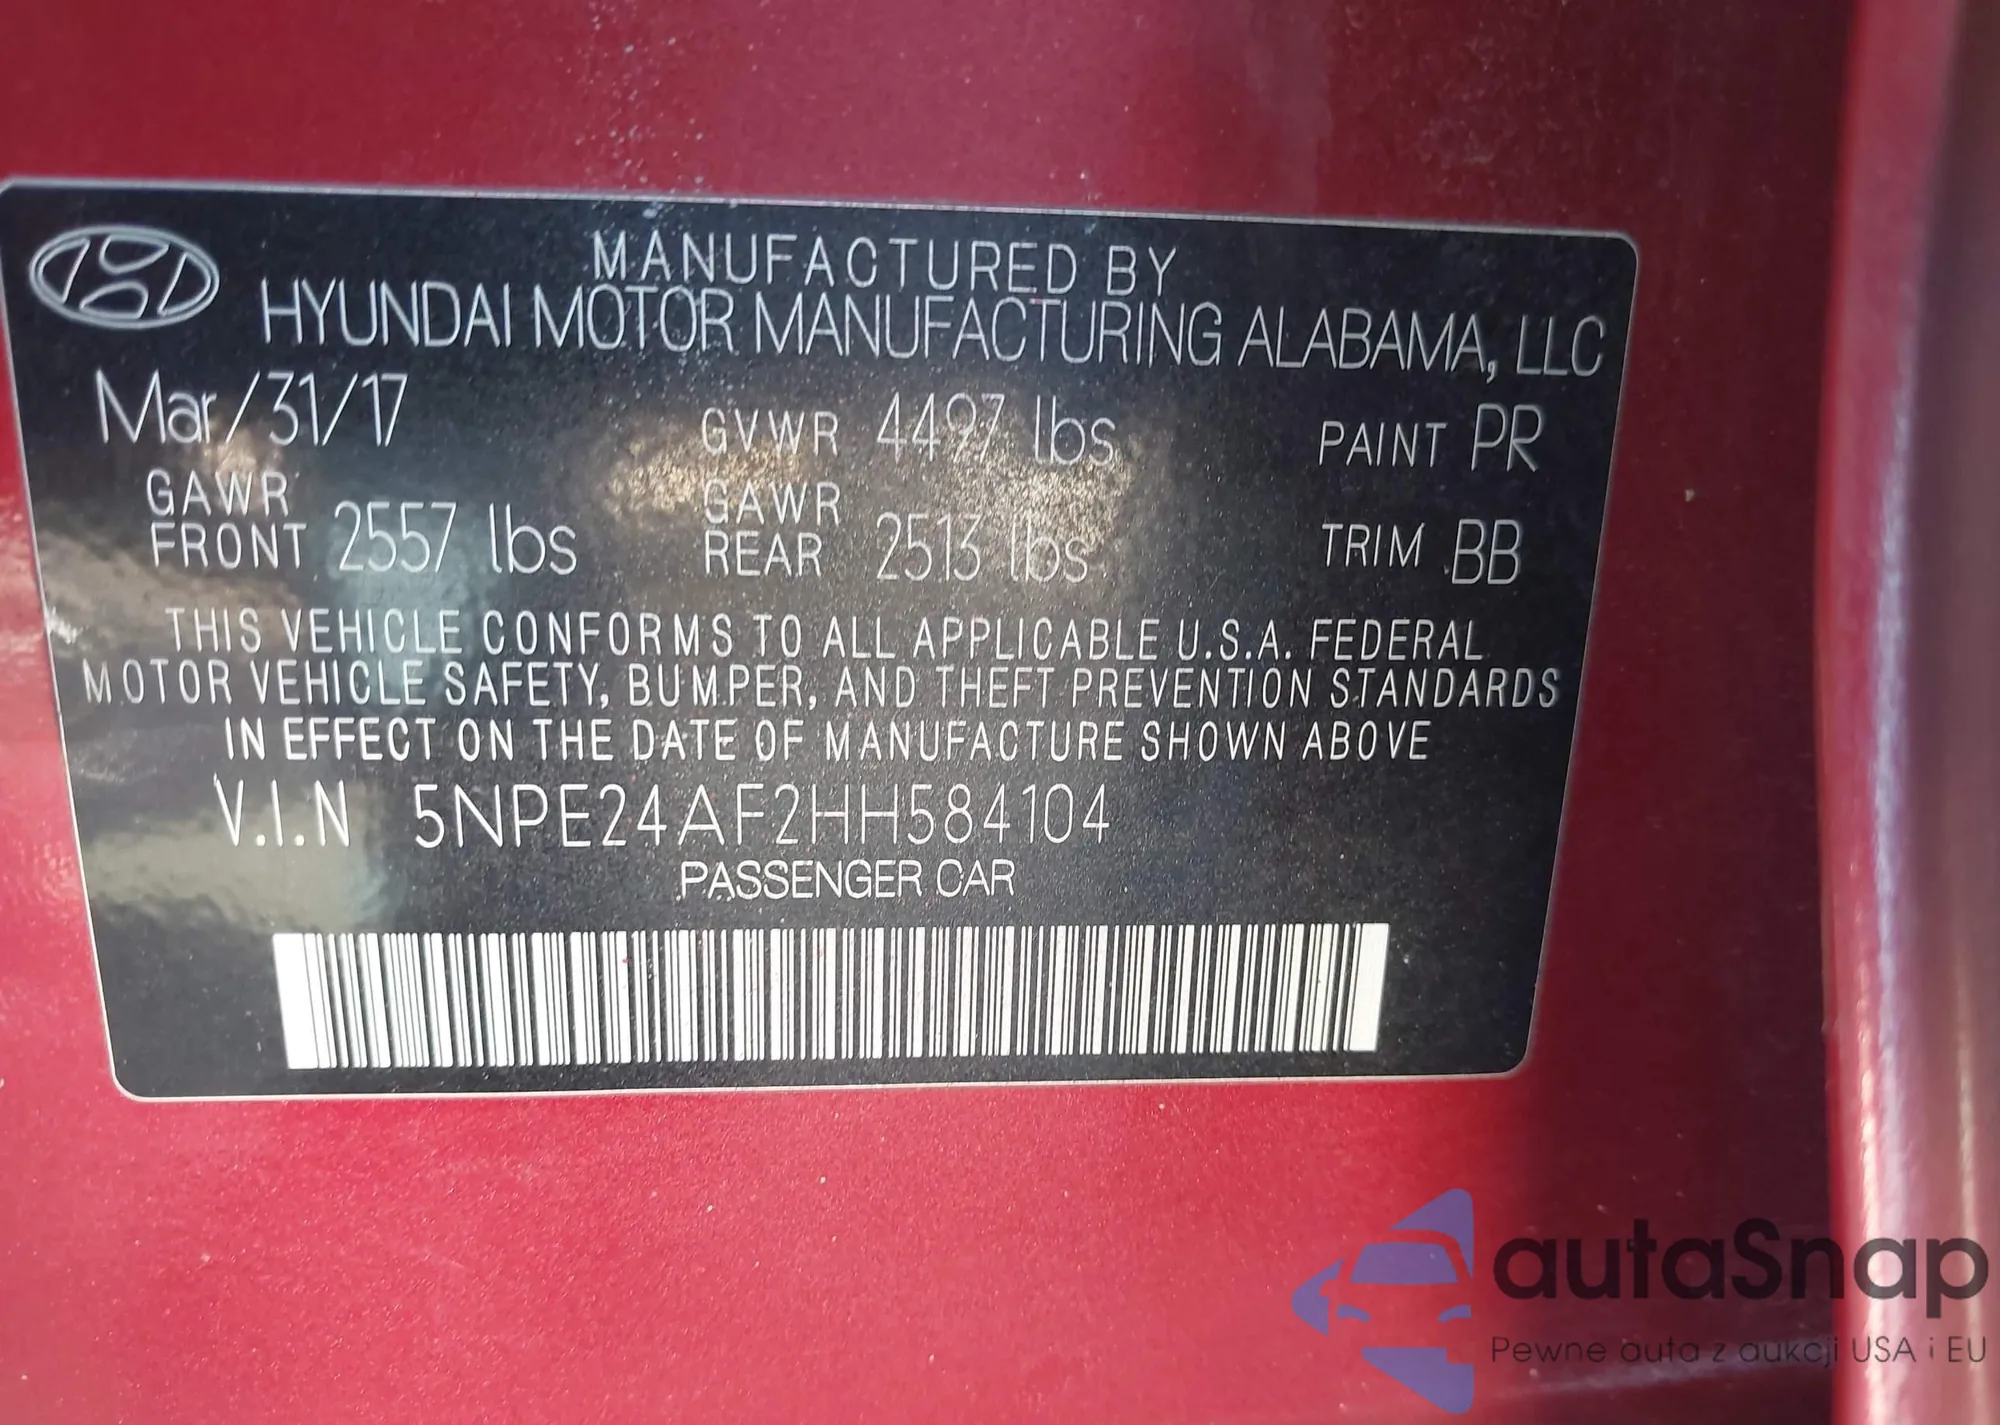 MANUFACTURED BY
HYUNDAI MOTOR MANUFACTURING ALABAMA, LLC
Mar/31/17 GVWR 4497 lbs PAINT PR
GAWR FRONT 2557 lbs GAWR REAR 2513 lbs TRIM BB
THIS VEHICLE CONFORMS TO ALL APPLICABLE U.S.A. FEDERAL
MOTOR VEHICLE SAFETY, BUMPER, AND THEFT PREVENTION STANDARDS
IN EFFECT ON THE DATE OF MANUFACTURE SHOWN ABOVE
V.I.N 5NPE24AF2HH584104
PASSENGER CAR
autaSnap
Pewne auta z aukcji USA i EU